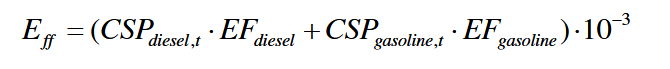 E_ff = (CSP_diesel,t · EF_diesel + CSP_gasoline,t · EF_gasoline) · 10^-3